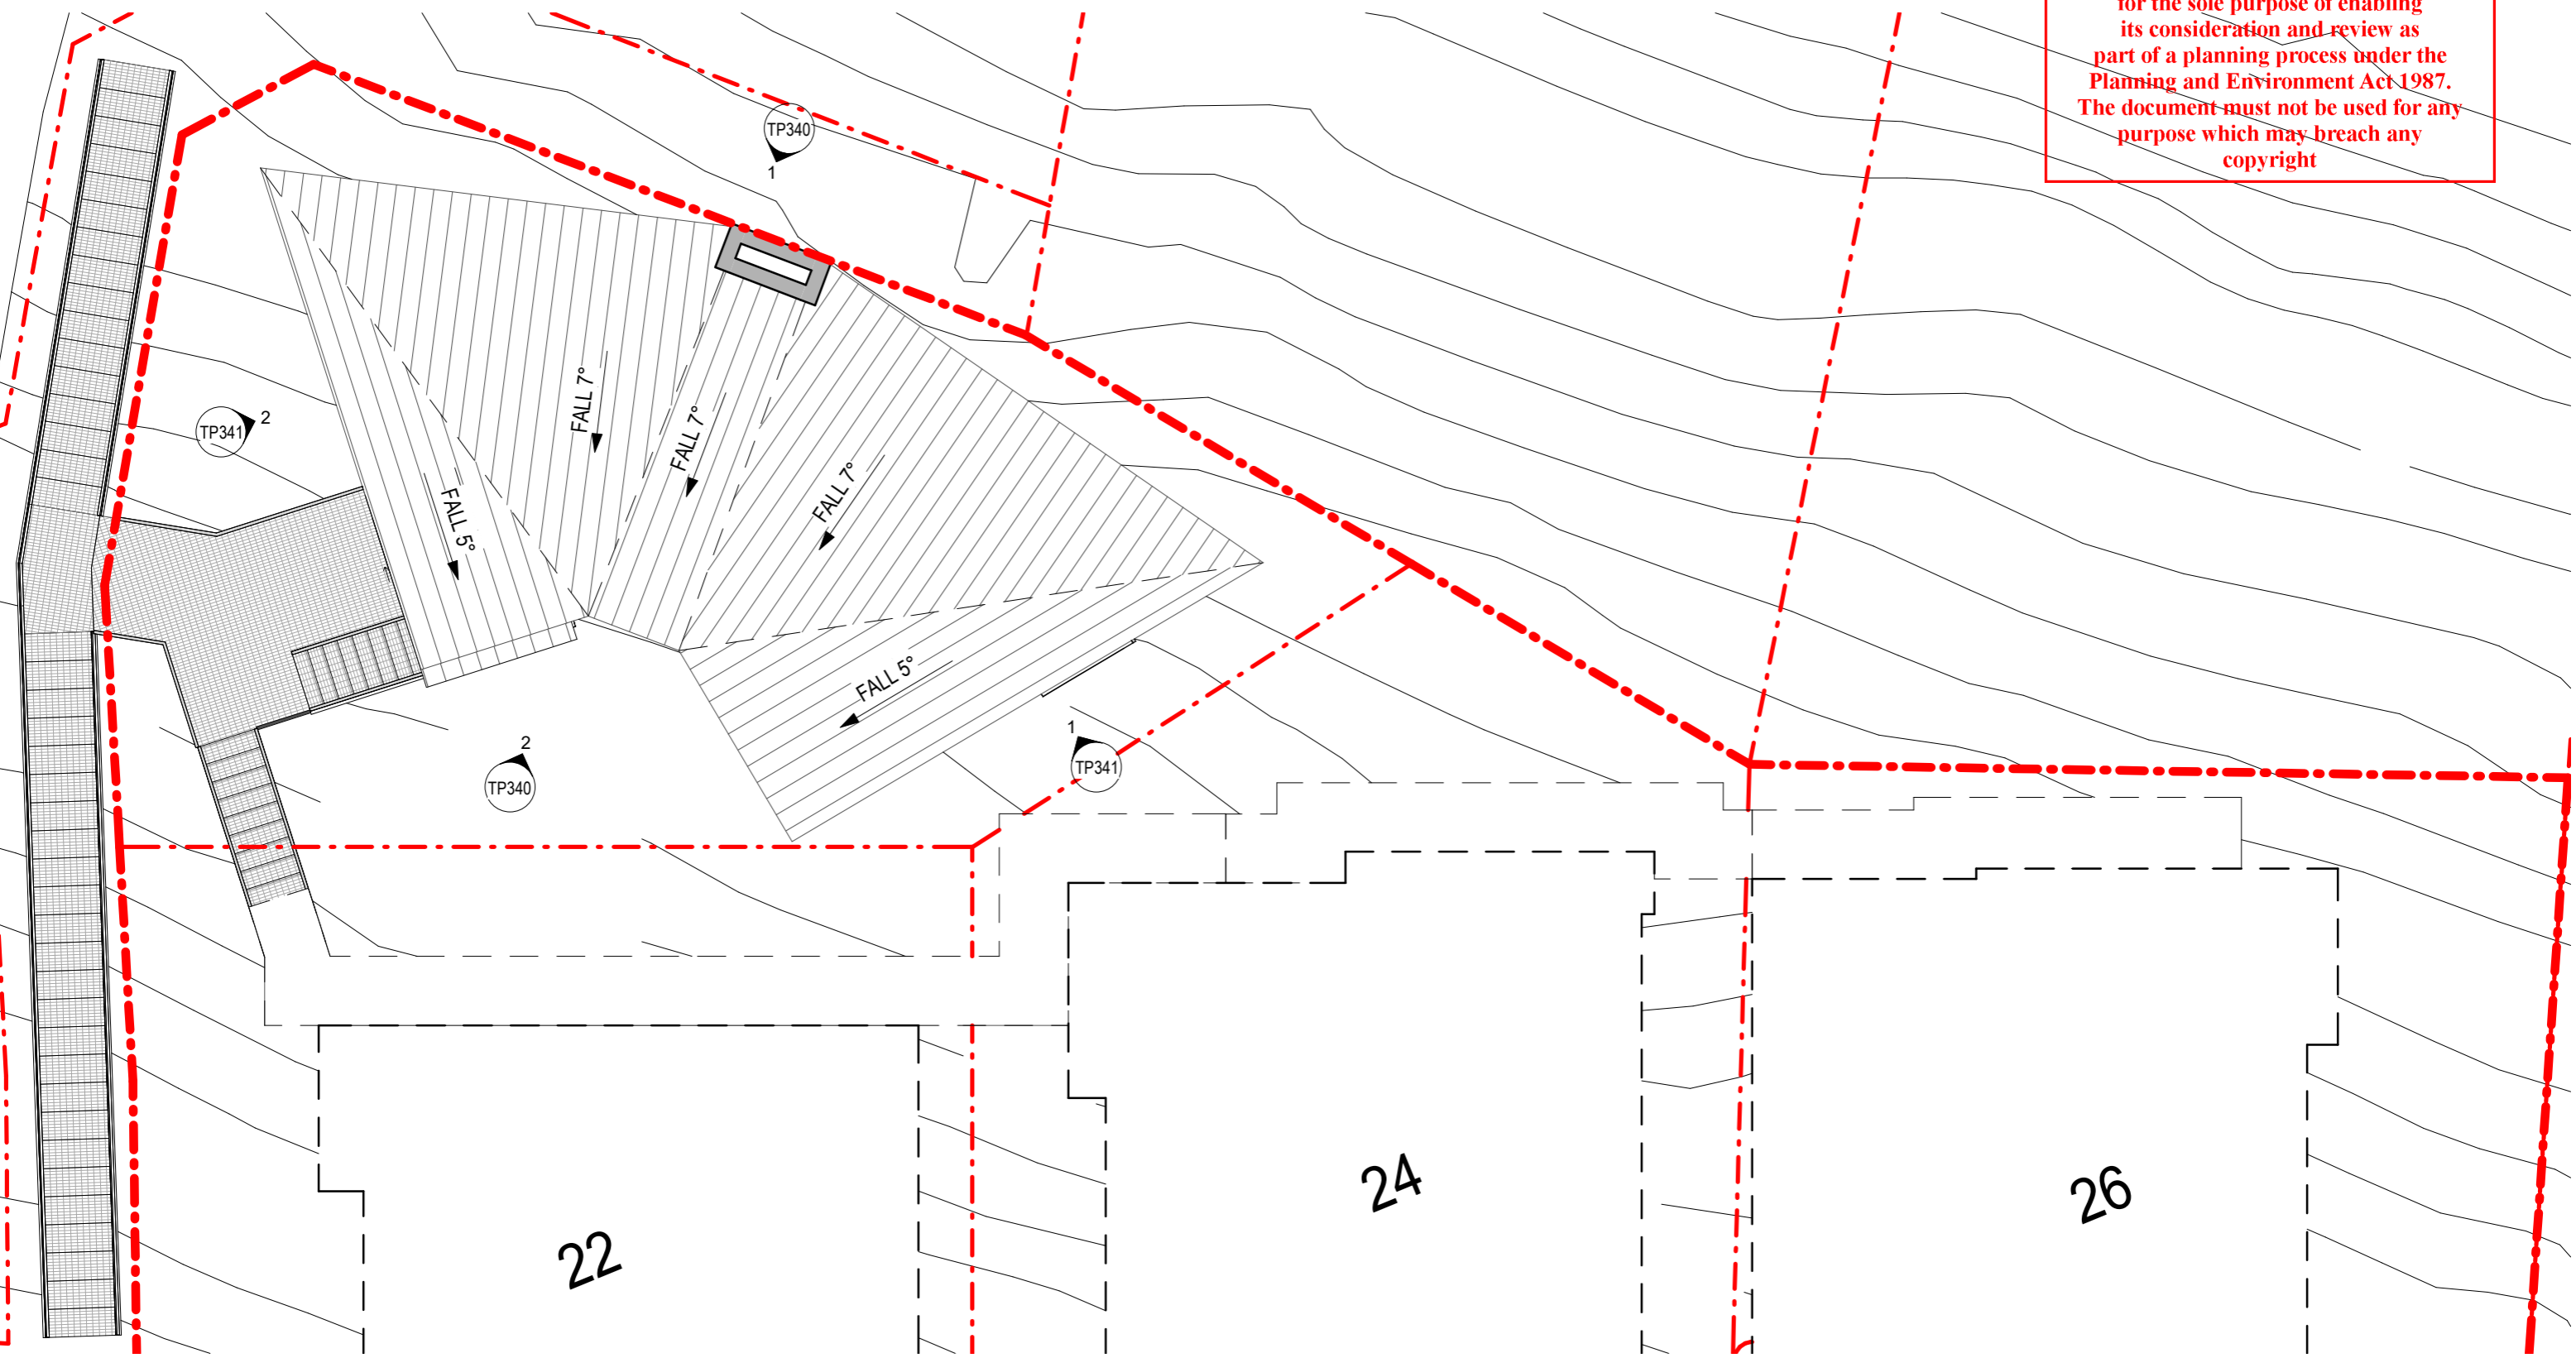 for the sole purpose of enabling
its consideration and review as
part of a planning process under the
Planning and Environment Act 1987.
The document must not be used for any
purpose which may breach any
copyright
TP340
1
TP341
2
FALL 7°
FALL 7°
FALL 7°
FALL 5°
FALL 5°
2
TP340
1
TP341
22
24
26